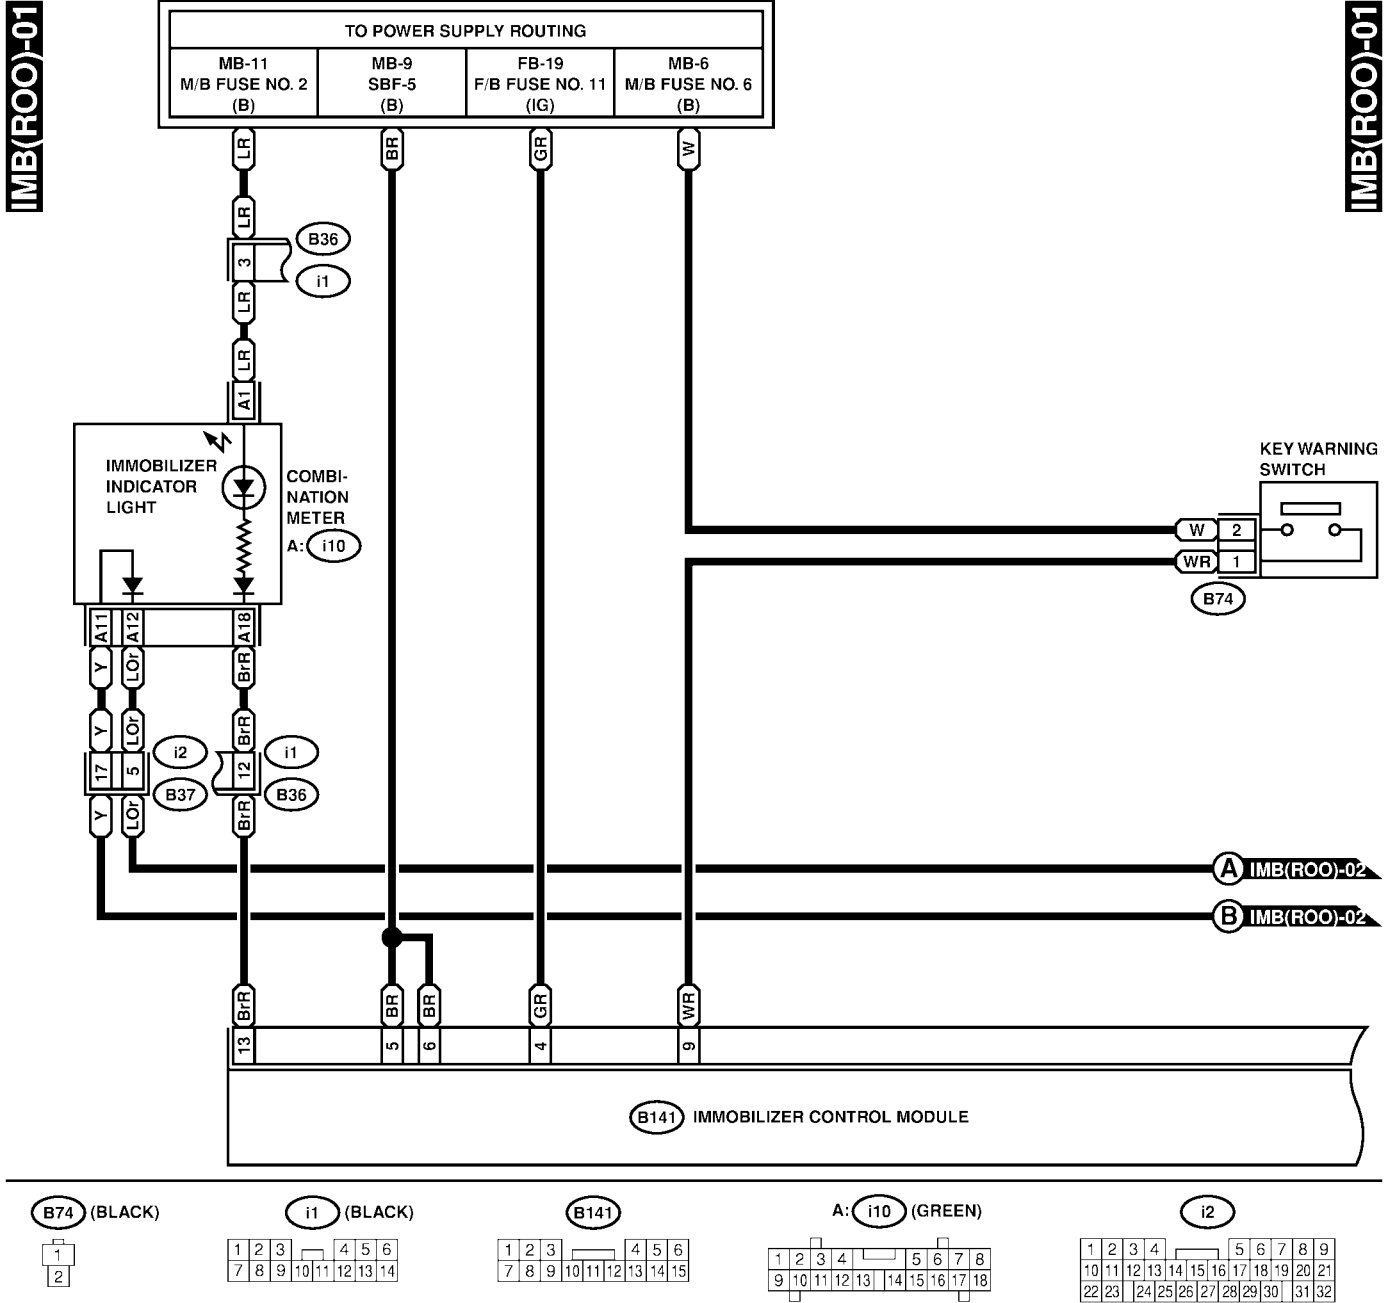 IMB(ROO)-01
IMB(ROO)-01
TO POWER SUPPLY ROUTING
MB-11
M/B FUSE NO. 2
(B)
MB-9
SBF-5
(B)
FB-19
F/B FUSE NO. 11
(IG)
MB-6
M/B FUSE NO. 6
(B)
LR
BR
GR
W
LR
B36
3
i1
LR
LR
A1
IMMOBILIZER
INDICATOR
LIGHT
COMBI-
NATION
METER
A: i10
KEY WARNING
SWITCH
W 2
WR 1
B74
A11 A12 A18
Y LOr BrR
Y LOr BrR
i2 i1
17 5 12
B37 B36
Y LOr BrR
A IMB(ROO)-02
B IMB(ROO)-02
BrR BR BR GR WR
13 5 6 4 9
B141 IMMOBILIZER CONTROL MODULE
B74 (BLACK)
1
2
i1 (BLACK)
1 2 3 4 5 6
7 8 9 10 11 12 13 14
B141
1 2 3 4 5 6
7 8 9 10 11 12 13 14 15
A: i10 (GREEN)
1 2 3 4 5 6 7 8
9 10 11 12 13 14 15 16 17 18
i2
1 2 3 4 5 6 7 8 9
10 11 12 13 14 15 16 17 18 19 20 21
22 23 24 25 26 27 28 29 30 31 32